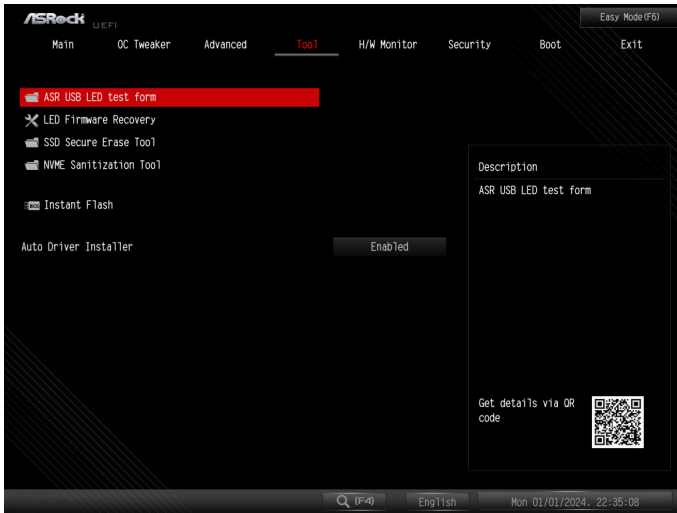 ASRock UEFI
Easy Mode(F6)
Main OC Tweaker Advanced Tool H/W Monitor Security Boot Exit
ASR USB LED test form
LED Firmware Recovery
SSD Secure Erase Tool
NVME Sanitization Tool
BIOS Instant Flash
Auto Driver Installer Enabled
Description
ASR USB LED test form
Get details via QR
code
(F4) English Mon 01/01/2024. 22:35:08